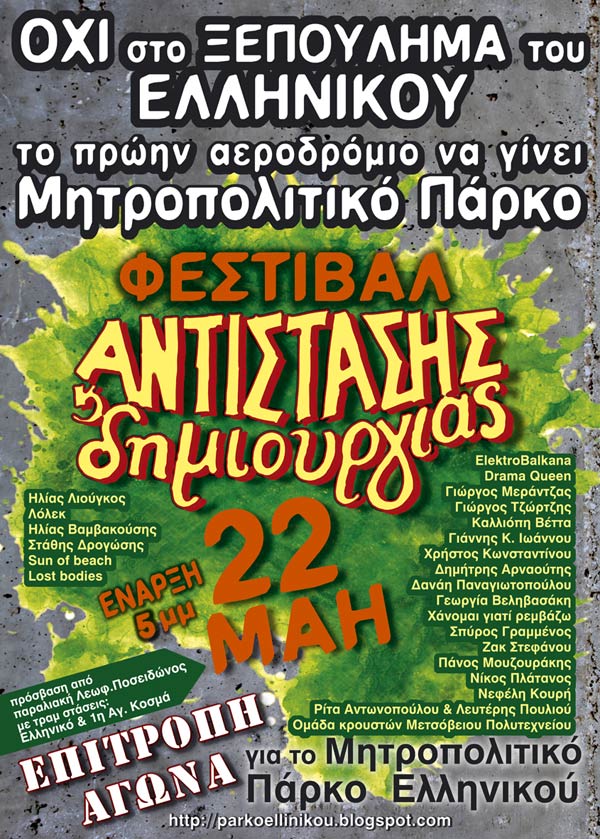 ΟΧΙ στο ΞΕΠΟΥΛΗΜΑ του
ΕΛΛΗΝΙΚΟΥ
το πρώην αεροδρόμιο να γίνει
Μητροπολιτικό Πάρκο
ΦΕΣΤΙΒΑΛ
ΑΝΤΙΣΤΑΣΗΣ
ϗ δημιουργίας
Ηλίας Λιούγκος
Λόλεκ
Ηλίας Βαμβακούσης
Στάθης Δρογώσης
Sun of beach
Lost bodies
ΕΝΑΡΞΗ
5 μμ
22
ΜΑΗ
ElektroBalkana
Drama Queen
Γιώργος Μεράντζας
Γιώργος Τζώρτζης
Καλλιόπη Βέττα
Γιάννης Κ. Ιωάννου
Χρήστος Κωνσταντίνου
Δημήτρης Αρναούτης
Δανάη Παναγιωτοπούλου
Γεωργία Βεληβασάκη
Χάνομαι γιατί ρεμβάζω
Σπύρος Γραμμένος
Ζακ Στεφάνου
Πάνος Μουζουράκης
Νίκος Πλάτανος
Νεφέλη Κουρή
Ρίτα Αντωνοπούλου & Λευτέρης Πουλιού
Ομάδα κρουστών Μετσόβειου Πολυτεχνείου
πρόσβαση από
παραλιακή Λεωφ.Ποσειδώνος
με τραμ στάσεις:
Ελληνικό & 1η Αγ. Κοσμά
ΕΠΙΤΡΟΠΗ
ΑΓΩΝΑ
για το Μητροπολιτικό
Πάρκο Ελληνικού
http://parkoellinikou.blogspot.com